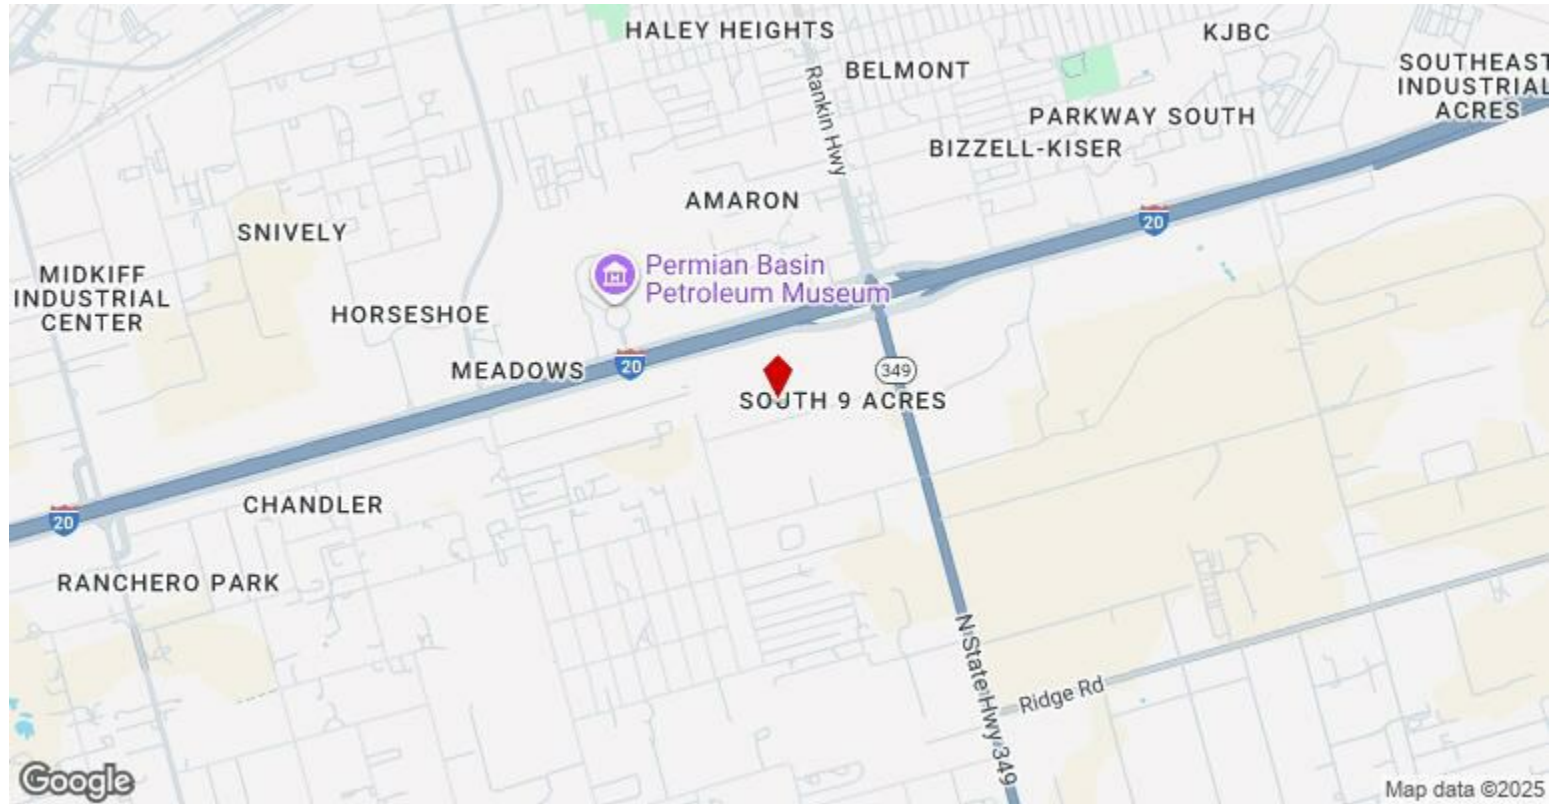 HALEY HEIGHTS
KJBC
BELMONT
SOUTHEAST
INDUSTRIAL
ACRES
Rankin Hwy
PARKWAY SOUTH
BIZZELL-KISER
AMARON
20
SNIVELY
Permian Basin
Petroleum Museum
MIDKIFF
INDUSTRIAL
CENTER
HORSESHOE
MEADOWS
20
349
SOUTH 9 ACRES
CHANDLER
20
RANCHERO PARK
N State Hwy 349
Ridge Rd
Google
Map data ©2025